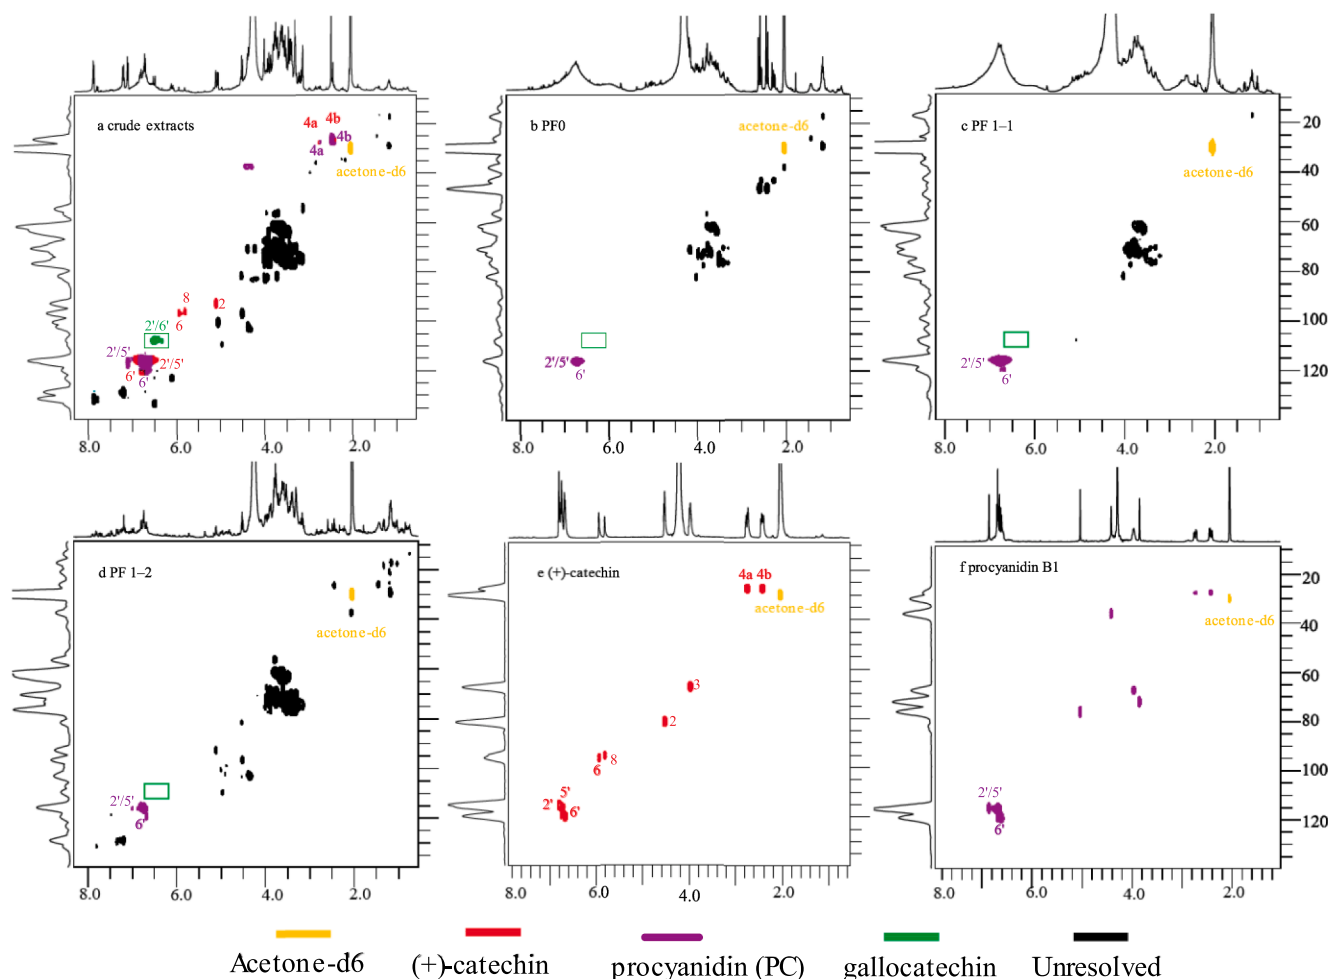 a crude extracts
4a 4b
4a 4b
acetone-d6
8
6
2
2'/6'
2'/5' 2'/5'
6' 6'
8.0 6.0 4.0 2.0
b PF0
acetone-d6
2'/5'
6'
8.0 6.0 4.0 2.0
c PF 1–1
acetone-d6
2'/5'
6'
20
40
60
80
100
120
8.0 6.0 4.0 2.0
d PF 1–2
acetone-d6
2'/5'
6'
8.0 6.0 4.0 2.0
e (+)-catechin
4a 4b
acetone-d6
3
2
6 8
5'
2' 6'
8.0 6.0 4.0 2.0
f procyanidin B1
acetone-d6
2'/5'
6'
20
40
60
80
100
120
8.0 6.0 4.0 2.0
Acetone-d6 (+)-catechin procyanidin (PC) gallocatechin Unresolved